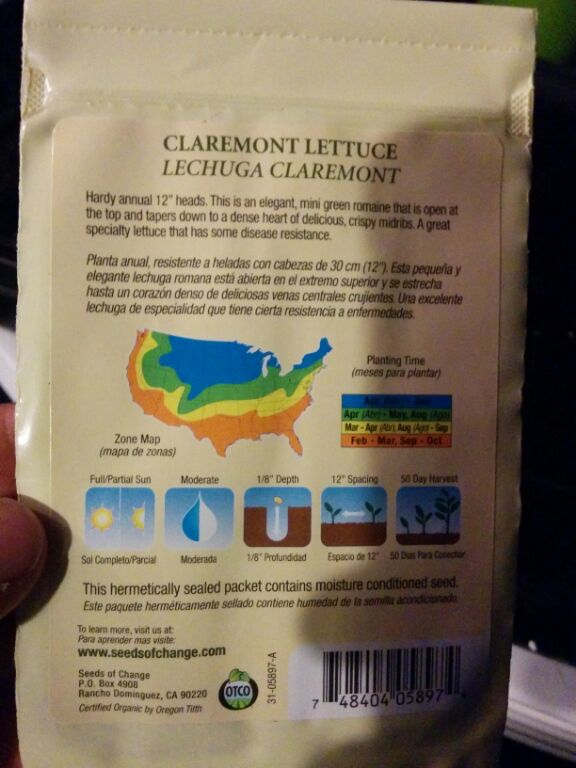 CLAREMONT LETTUCE
LECHUGA CLAREMONT
Hardy annual 12" heads. This is an elegant, mini green romaine that is open at
the top and tapers down to a dense heart of delicious, crispy midribs. A great
specialty lettuce that has some disease resistance.
Planta anual, resistente a heladas con cabezas de 30 cm (12"). Esta pequeña y
elegante lechuga romana está abierta en el extremo superior y se estrecha
hasta un corazón denso de deliciosas venas centrales crujientes. Una excelente
lechuga de especialidad que tiene cierta resistencia a enfermedades.
Planting Time
(meses para plantar)
Apr (Abr) - Jun
Apr (Abr) - May, Aug (Ago)
Mar - Apr (Abr), Aug (Ago) - Sep
Feb - Mar, Sep - Oct
Zone Map
(mapa de zonas)
Full/Partial Sun Moderate 1/8" Depth 12" Spacing 50 Day Harvest
Sol Completo/Parcial Moderada 1/8" Profundidad Espacio de 12" 50 Dias Para Cosechar
This hermetically sealed packet contains moisture conditioned seed.
Este paquete herméticamente sellado contiene humedad de la semilla acondicionado.
To learn more, visit us at:
Para aprender mas visite:
www.seedsofchange.com
Seeds of Change
P.O. Box 4908
Rancho Dominguez, CA 90220
Certified Organic by Oregon Tilth
OTCO
31-05897-A
7 48404 05897